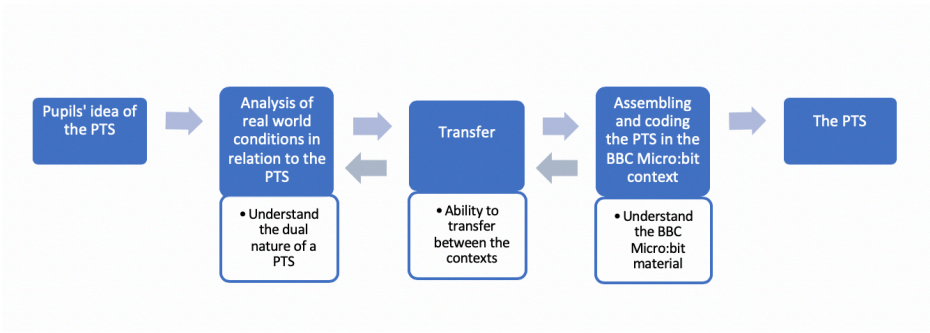 Pupils' idea of
the PTS
Analysis of
real world
conditions in
relation to the
PTS
• Understand
the dual
nature of a
PTS
Transfer
• Ability to
transfer
between the
contexts
Assembling
and coding
the PTS in the
BBC Micro:bit
context
• Understand
the BBC
Micro:bit
material
The PTS